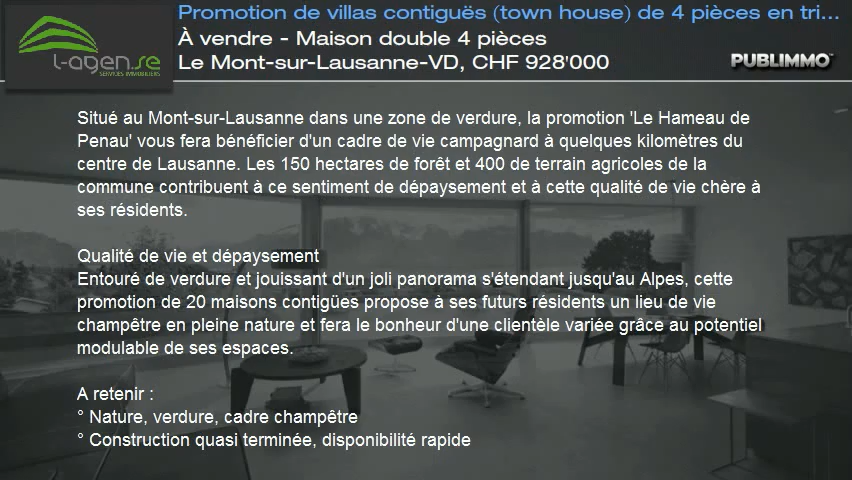 Promotion de villas contiguës (town house) de 4 pièces en tri...
À vendre - Maison double 4 pièces
Le Mont-sur-Lausanne-VD, CHF 928'000
l-agen.se
SERVICES IMMOBILIERS
PUBLIMMO™
Situé au Mont-sur-Lausanne dans une zone de verdure, la promotion 'Le Hameau de
Penau' vous fera bénéficier d'un cadre de vie campagnard à quelques kilomètres du
centre de Lausanne. Les 150 hectares de forêt et 400 de terrain agricoles de la
commune contribuent à ce sentiment de dépaysement et à cette qualité de vie chère à
ses résidents.
Qualité de vie et dépaysement
Entouré de verdure et jouissant d'un joli panorama s'étendant jusqu'au Alpes, cette
promotion de 20 maisons contigües propose à ses futurs résidents un lieu de vie
champêtre en pleine nature et fera le bonheur d'une clientèle variée grâce au potentiel
modulable de ses espaces.
A retenir :
° Nature, verdure, cadre champêtre
° Construction quasi terminée, disponibilité rapide